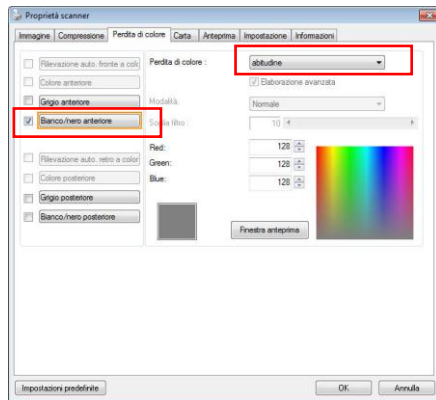 Proprietà scanner
Immagine Compressione Perdita di colore Carta Anteprima Impostazione Informazioni
Rilevazione auto. fronte a colo
Colore anteriore
Grigio anteriore
Bianco/nero anteriore
Rilevazione auto. retro a color
Colore posteriore
Grigio posteriore
Bianco/nero posteriore
Perdita di colore : abitudine
Elaborazione avanzata
Modalità: Normale
Soglia filtro : 10
Red: 128
Green: 128
Blue: 128
Finestra anteprima
Impostazioni predefinite OK Annulla